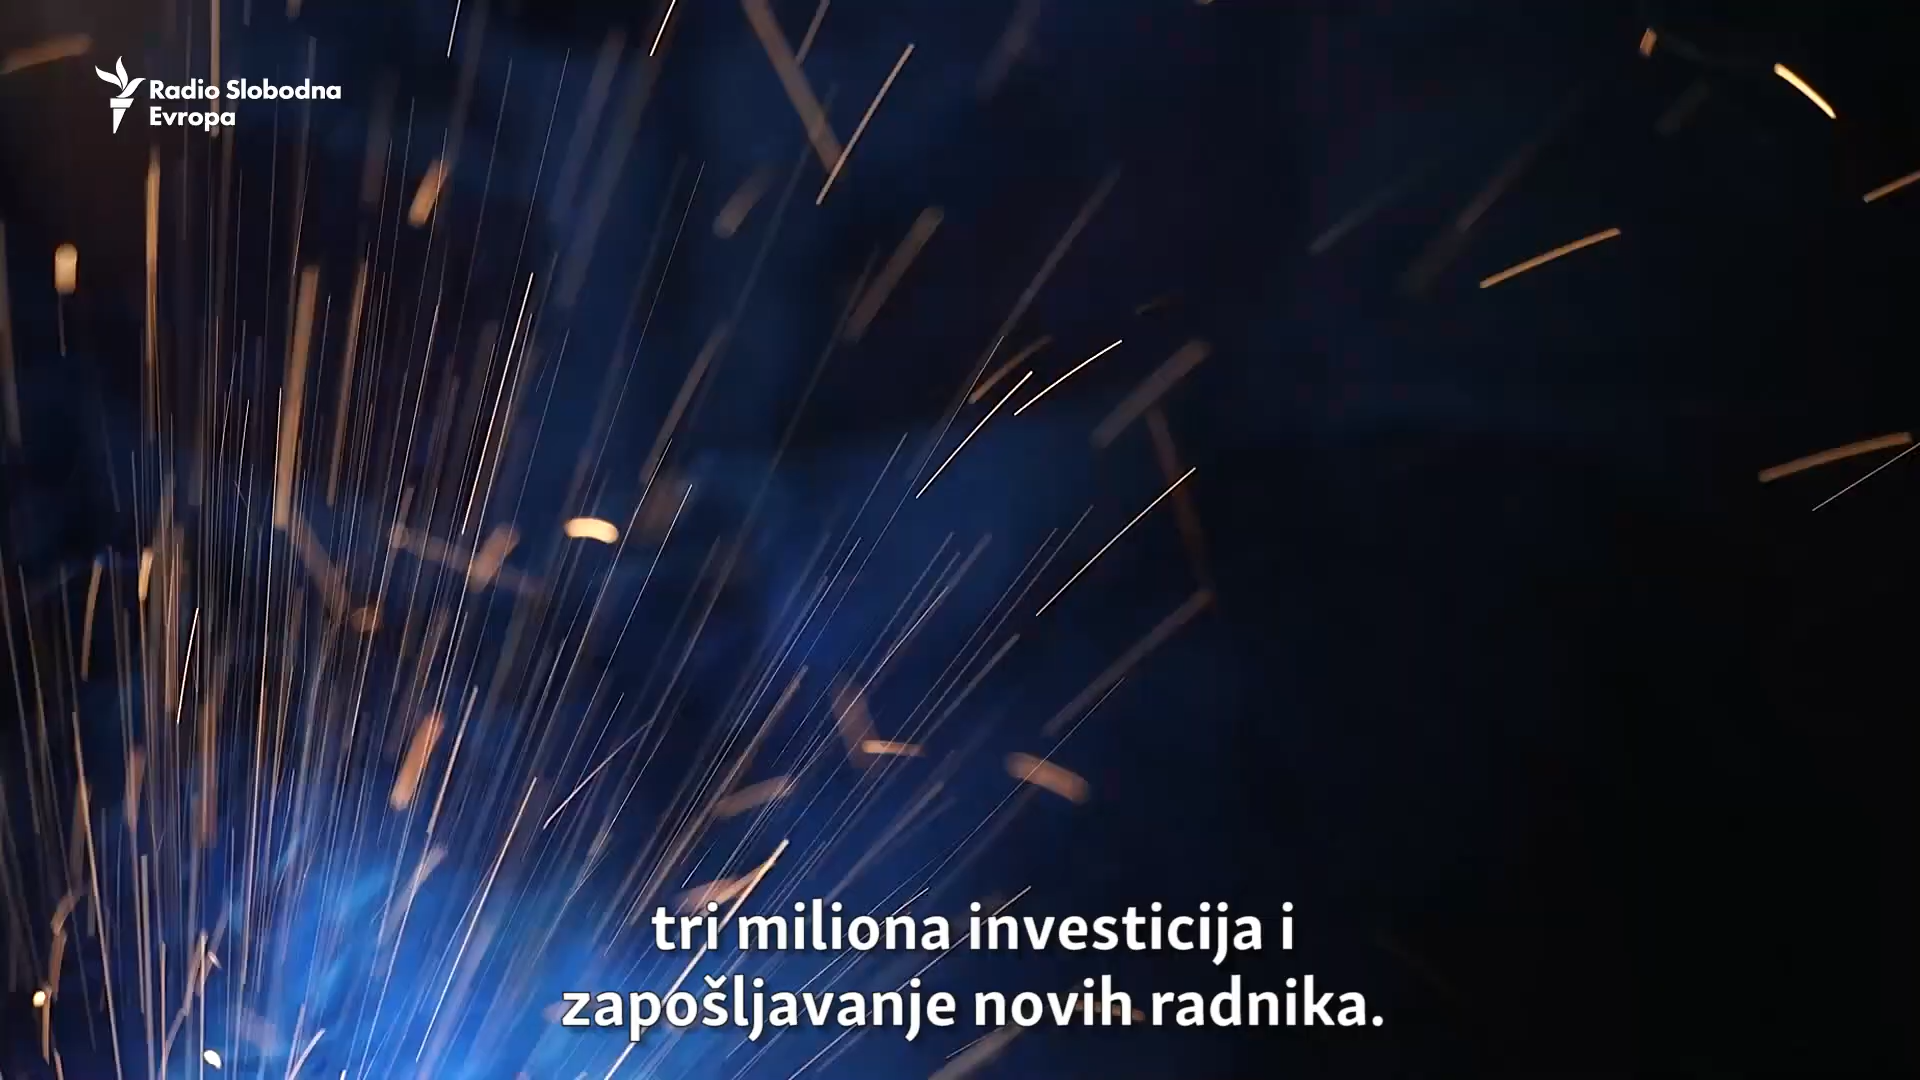 Radio Slobodna
Evropa
tri miliona investicija i
zapošljavanje novih radnika.